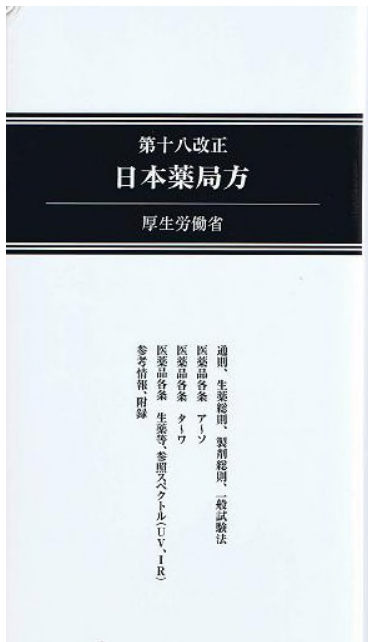 第十八改正
日本薬局方
厚生労働省
通則、生薬総則、製剤総則、一般試験法
医薬品各条 ア〜ソ
医薬品各条 タ〜ワ
医薬品各条 生薬等、参照スペクトル(UV、IR)
参考情報、附録